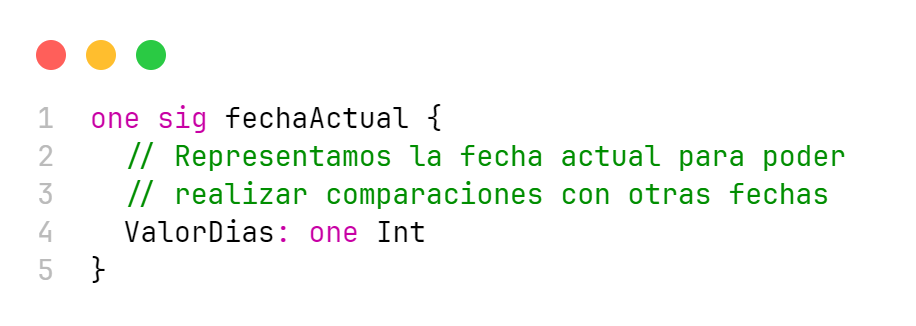 1 one sig fechaActual {
2 // Representamos la fecha actual para poder
3 // realizar comparaciones con otras fechas
4 ValorDias: one Int
5 }